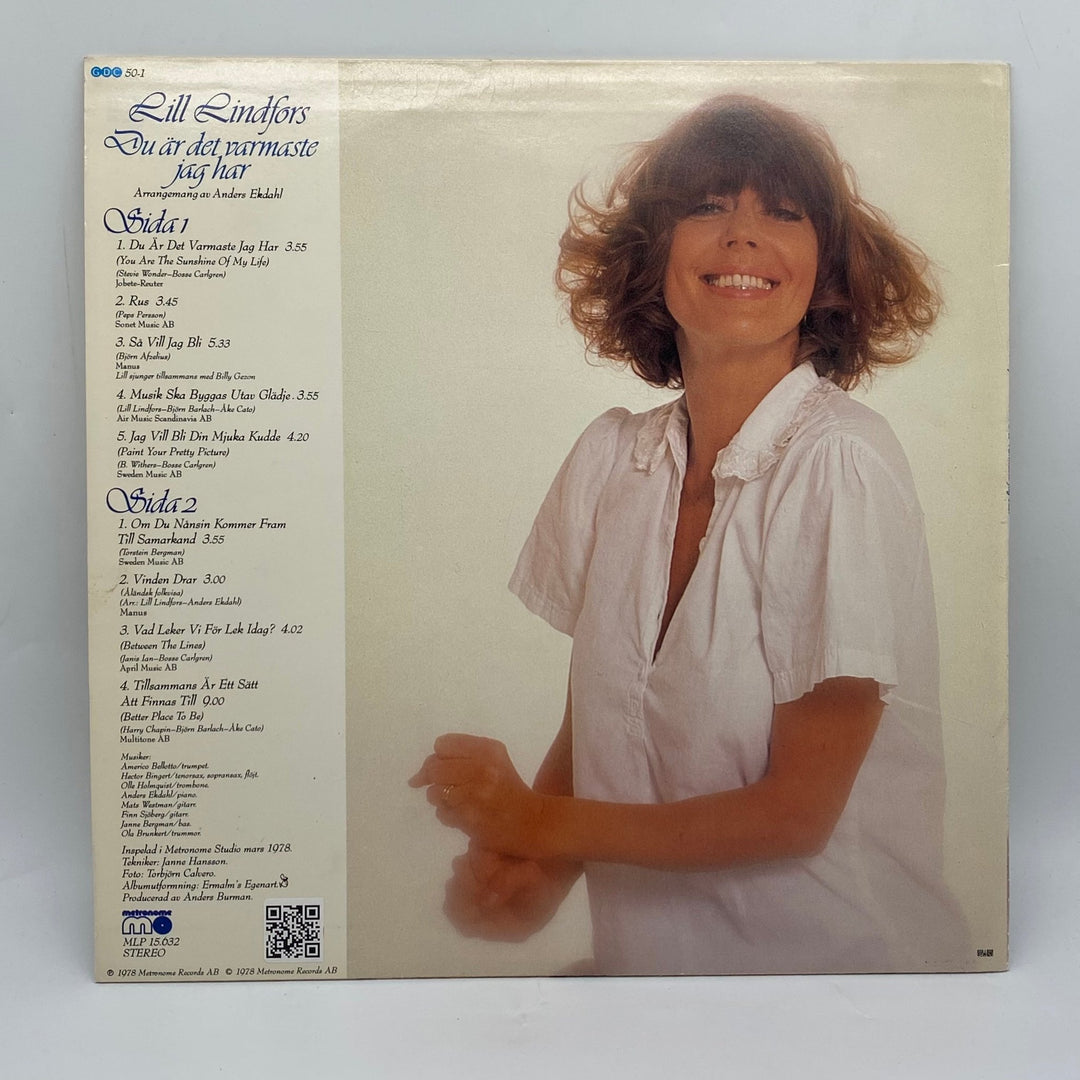 GDC 50-1
Lill Lindfors
Du är det varmaste
jag har
Arrangemang av Anders Ekdahl
Sida 1
1. Du Är Det Varmaste Jag Har 3.55
(You Are The Sunshine Of My Life)
(Stevie Wonder–Bosse Carlgren)
Jobete-Reuter
2. Rus 3.45
(Peps Persson)
Sonet Music AB
3. Så Vill Jag Bli 5.33
(Björn Afzelius)
Manus
Lill sjunger tillsammans med Billy Gezon
4. Musik Ska Byggas Utav Glädje. 3.55
(Lill Lindfors–Björn Barlach–Åke Cato)
Air Music Scandinavia AB
5. Jag Vill Bli Din Mjuka Kudde 4.20
(Paint Your Pretty Picture)
(B. Withers–Bosse Carlgren)
Sweden Music AB
Sida 2
1. Om Du Nånsin Kommer Fram
Till Samarkand 3.55
(Torstein Bergman)
Sweden Music AB
2. Vinden Drar 3.00
(Åländsk folkvisa)
(Arr.: Lill Lindfors–Anders Ekdahl)
Manus
3. Vad Leker Vi För Lek Idag? 4.02
(Between The Lines)
(Janis Ian–Bosse Carlgren)
April Music AB
4. Tillsammans Är Ett Sätt
Att Finnas Till 9.00
(Better Place To Be)
(Harry Chapin–Björn Barlach–Åke Cato)
Multitone AB
Musiker:
Americo Bellotto/trumpet.
Hector Bingert/tenorsax, sopransax, flöjt.
Olle Holmquist/trombone.
Anders Ekdahl/piano.
Mats Westman/gitarr.
Finn Sjöberg/gitarr.
Janne Bergman/bas.
Ola Brunkert/trummor.
Inspelad i Metronome Studio mars 1978.
Tekniker: Janne Hansson.
Foto: Torbjörn Calvero.
Albumutformning: Ermalm's Egenart.
Producerad av Anders Burman.
metronome
MLP 15.632
STEREO
℗ 1978 Metronome Records AB © 1978 Metronome Records AB